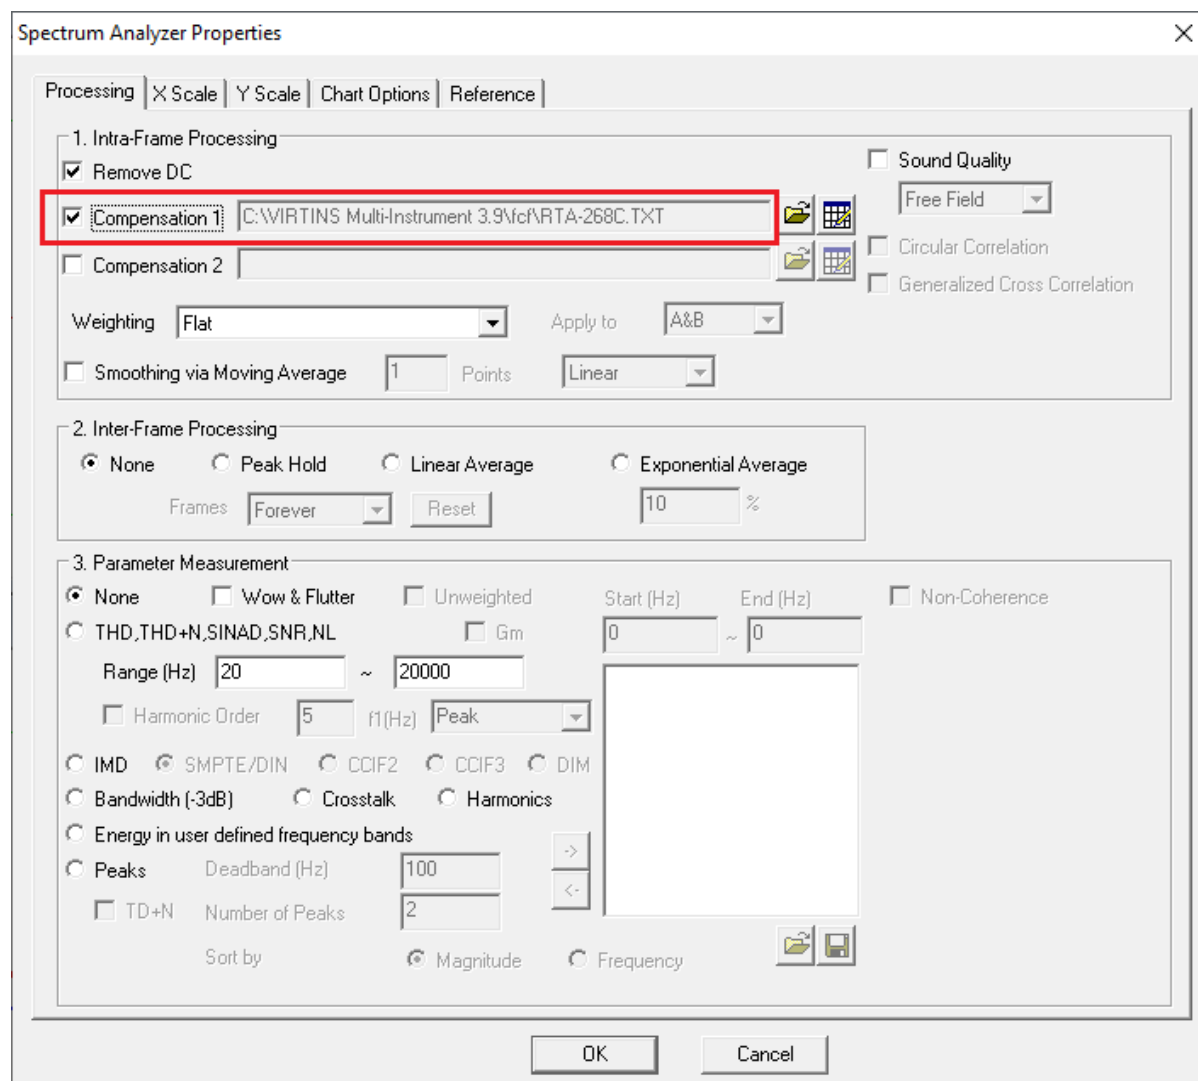 Spectrum Analyzer Properties
Processing X Scale Y Scale Chart Options Reference
1. Intra-Frame Processing
Remove DC
Sound Quality
Compensation 1 C:\VIRTINS Multi-Instrument 3.9\fcf\RTA-268C.TXT
Free Field
Compensation 2
Circular Correlation
Generalized Cross Correlation
Weighting Flat Apply to A&B
Smoothing via Moving Average 1 Points Linear
2. Inter-Frame Processing
None Peak Hold Linear Average Exponential Average
Frames Forever Reset 10 %
3. Parameter Measurement
None Wow & Flutter Unweighted Start (Hz) End (Hz) Non-Coherence
THD,THD+N,SINAD,SNR,NL Gm 0 ~ 0
Range (Hz) 20 ~ 20000
Harmonic Order 5 f1(Hz) Peak
IMD SMPTE/DIN CCIF2 CCIF3 DIM
Bandwidth (-3dB) Crosstalk Harmonics
Energy in user defined frequency bands
->
Peaks Deadband (Hz) 100
<-
TD+N Number of Peaks 2
Sort by Magnitude Frequency
OK Cancel